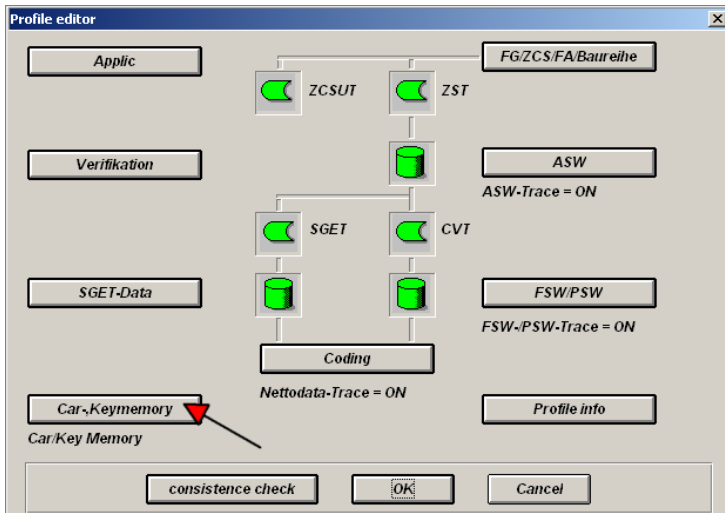 Profile editor
Applic
FG/ZCS/FA/Baureihe
ZCSUT
ZST
Verifikation
ASW
ASW-Trace = ON
SGET
CVT
SGET-Data
FSW/PSW
FSW-/PSW-Trace = ON
Coding
Nettodata-Trace = ON
Car-,Keymemory
Profile info
Car/Key Memory
consistence check
OK
Cancel